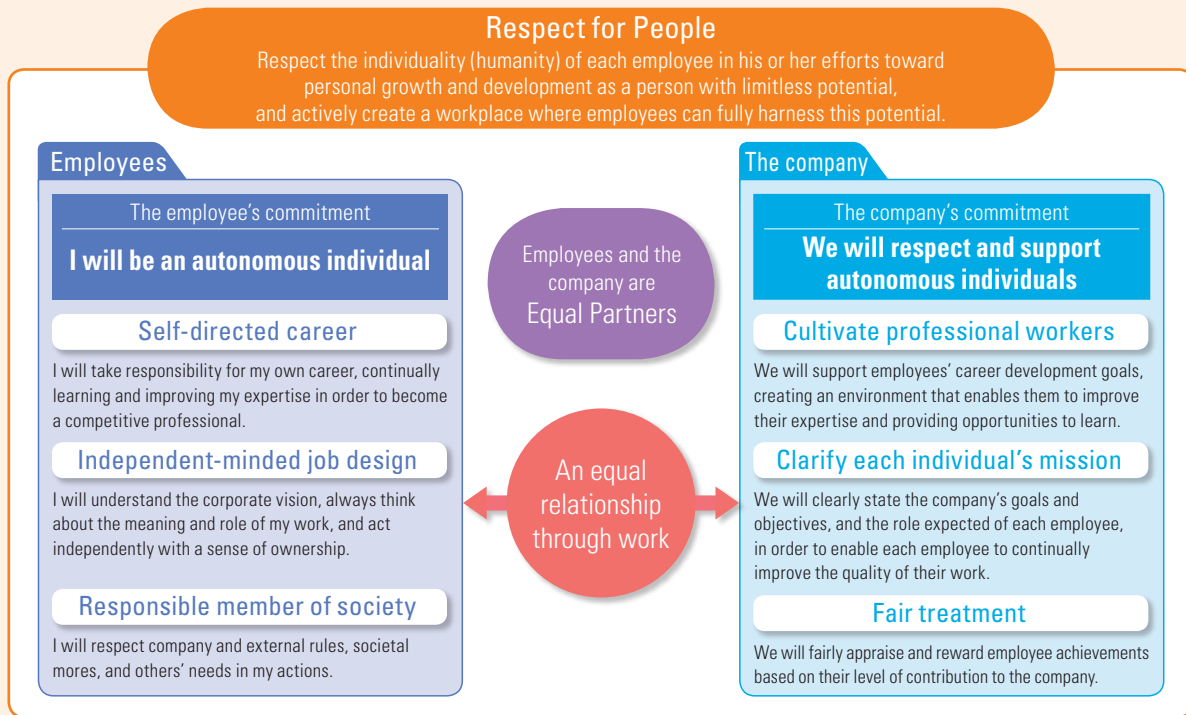 Respect for People
Respect the individuality (humanity) of each employee in his or her efforts toward
personal growth and development as a person with limitless potential,
and actively create a workplace where employees can fully harness this potential.
Employees
The employee's commitment
I will be an autonomous individual
Self-directed career
I will take responsibility for my own career, continually
learning and improving my expertise in order to become
a competitive professional.
Independent-minded job design
I will understand the corporate vision, always think
about the meaning and role of my work, and act
independently with a sense of ownership.
Responsible member of society
I will respect company and external rules, societal
mores, and others' needs in my actions.
Employees and the
company are
Equal Partners
An equal
relationship
through work
The company
The company's commitment
We will respect and support
autonomous individuals
Cultivate professional workers
We will support employees' career development goals,
creating an environment that enables them to improve
their expertise and providing opportunities to learn.
Clarify each individual's mission
We will clearly state the company's goals and
objectives, and the role expected of each employee,
in order to enable each employee to continually
improve the quality of their work.
Fair treatment
We will fairly appraise and reward employee achievements
based on their level of contribution to the company.